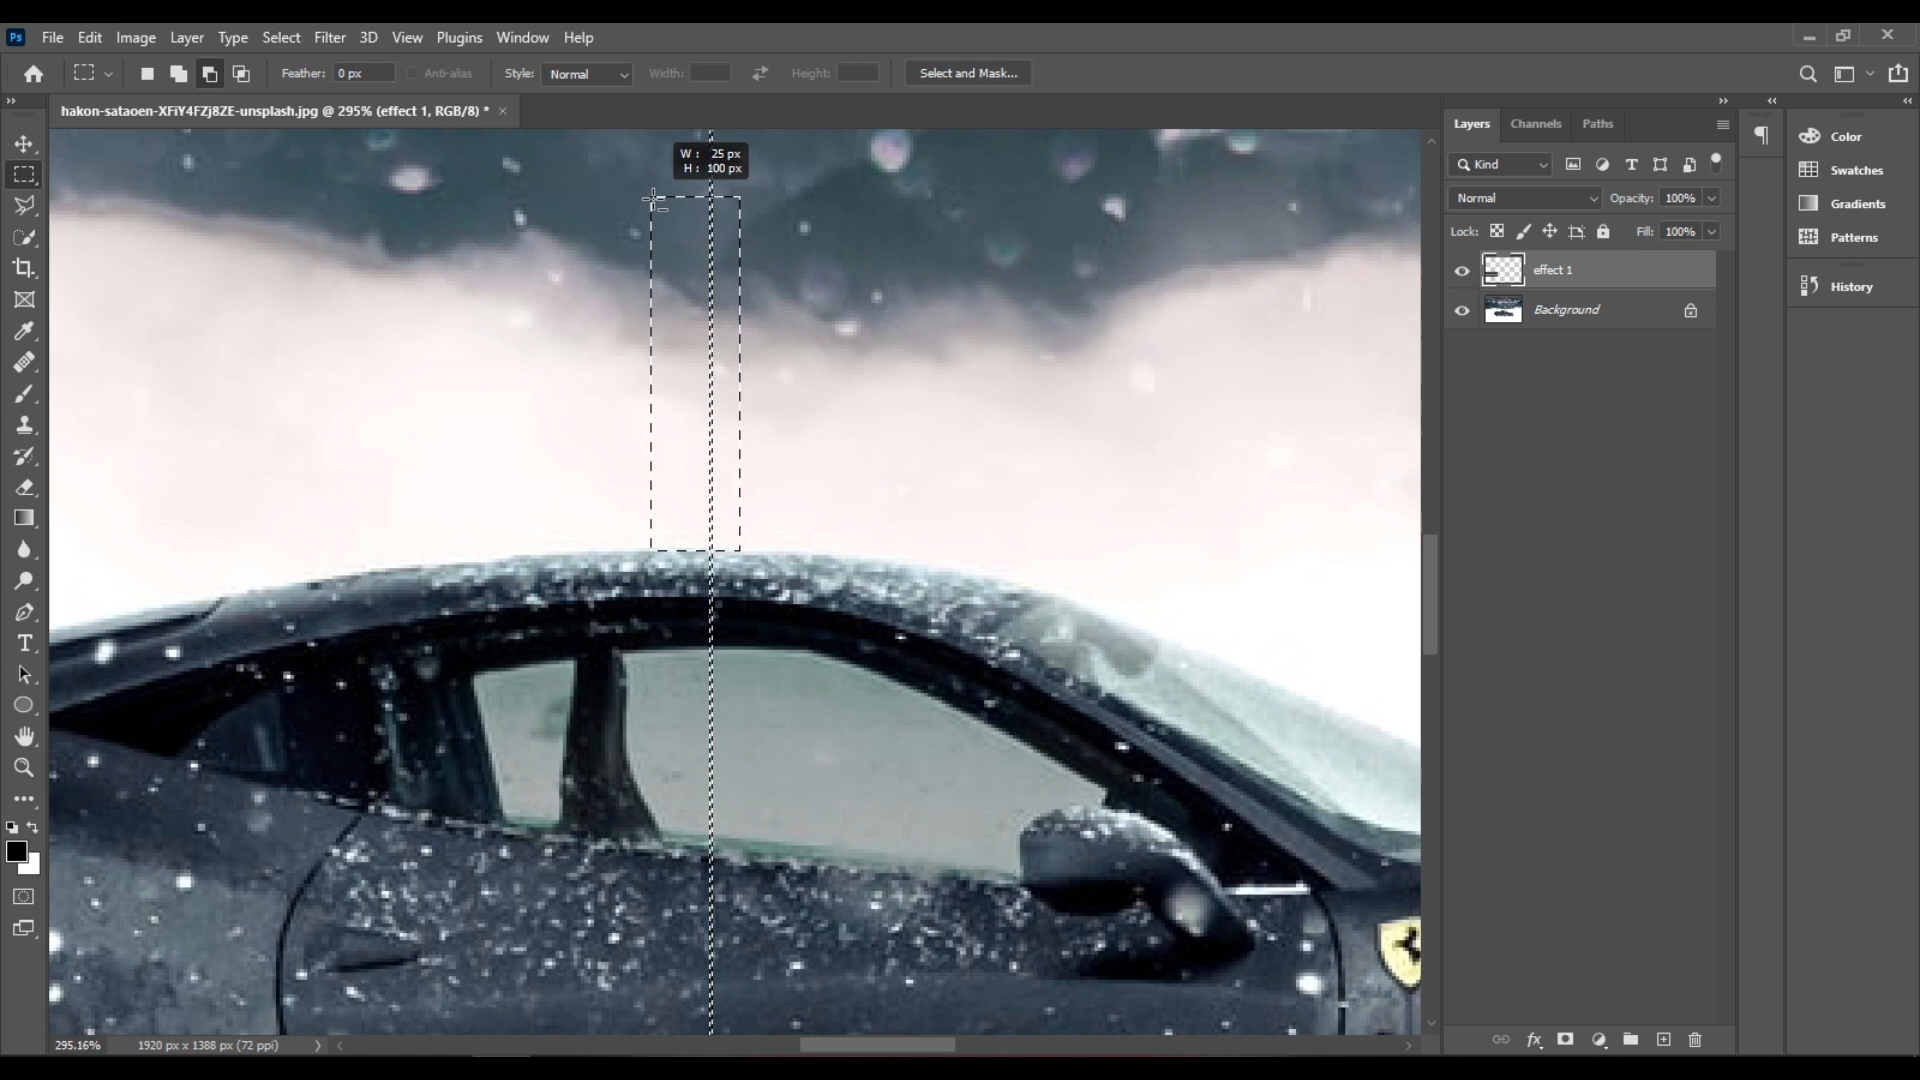 Ps File Edit Image Layer Type Select Filter 3D View Plugins Window Help
Feather: 0 px Anti-alias Style: Normal Width: Height: Select and Mask...
hakon-sataoen-XFiY4FZj8ZE-unsplash.jpg @ 295% (effect 1, RGB/8) *
W : 25 px
H : 100 px
Layers Channels Paths
Kind
Normal Opacity: 100%
Lock: Fill: 100%
effect 1
Background
Color
Swatches
Gradients
Patterns
History
295.16% 1920 px x 1388 px (72 ppi)